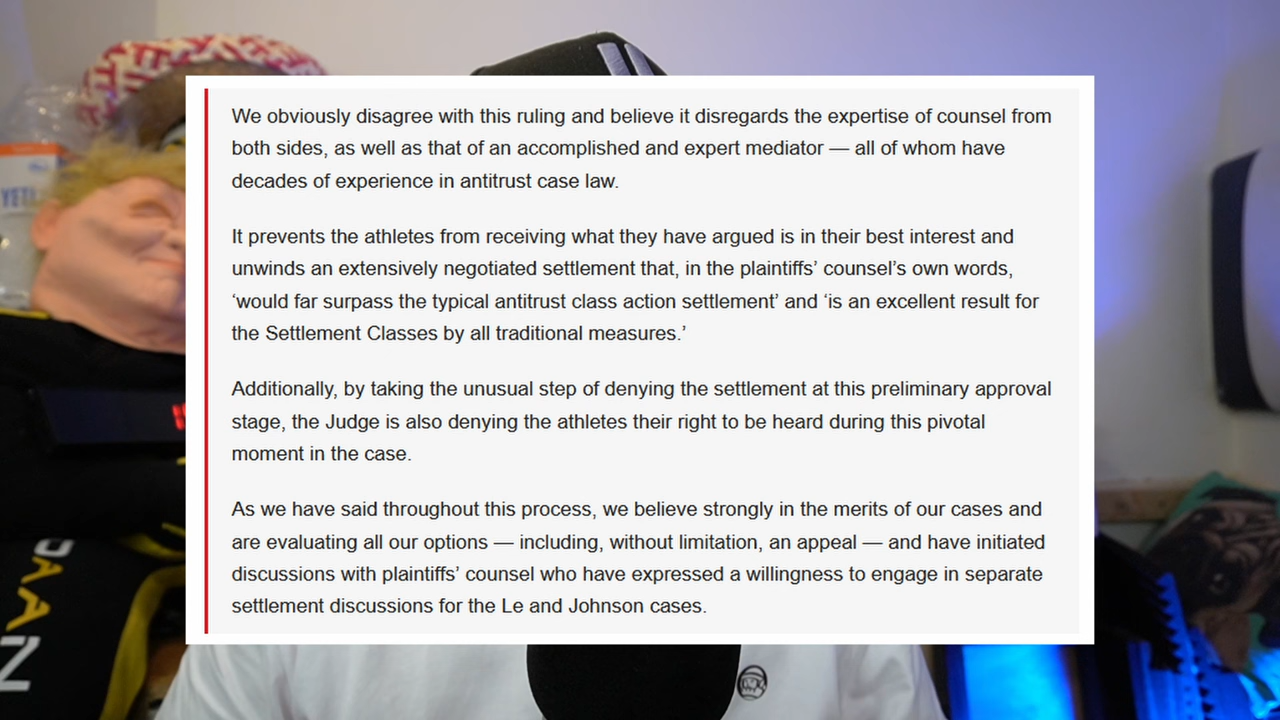 We obviously disagree with this ruling and believe it disregards the expertise of counsel from
both sides, as well as that of an accomplished and expert mediator — all of whom have
decades of experience in antitrust case law.
It prevents the athletes from receiving what they have argued is in their best interest and
unwinds an extensively negotiated settlement that, in the plaintiffs’ counsel’s own words,
‘would far surpass the typical antitrust class action settlement’ and ‘is an excellent result for
the Settlement Classes by all traditional measures.’
Additionally, by taking the unusual step of denying the settlement at this preliminary approval
stage, the Judge is also denying the athletes their right to be heard during this pivotal
moment in the case.
As we have said throughout this process, we believe strongly in the merits of our cases and
are evaluating all our options — including, without limitation, an appeal — and have initiated
discussions with plaintiffs’ counsel who have expressed a willingness to engage in separate
settlement discussions for the Le and Johnson cases.
YETI